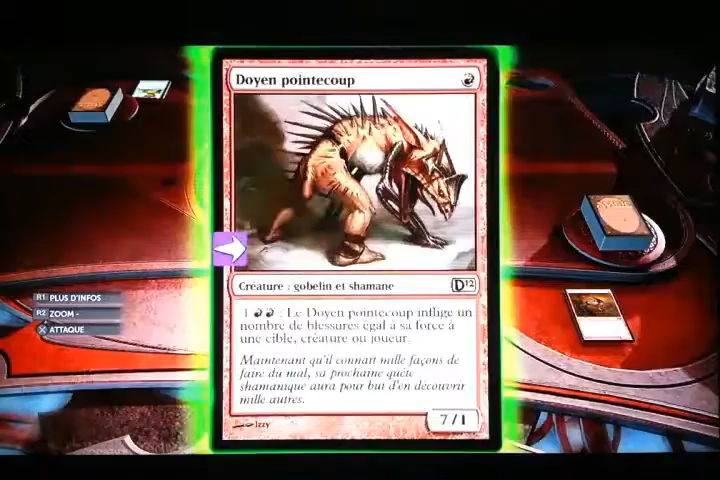 Doyen pointecoup
Créature : gobelin et shamane
D12
1 : Le Doyen pointecoup inflige un
nombre de blessures égal à sa force à
une cible, créature ou joueur.
Maintenant qu'il connaît mille façons de
faire du mal, sa prochaine quête
shamanique aura pour but d'en découvrir
mille autres.
7/1
Izzy
R1 PLUS D'INFOS
R2 ZOOM -
ATTAQUE